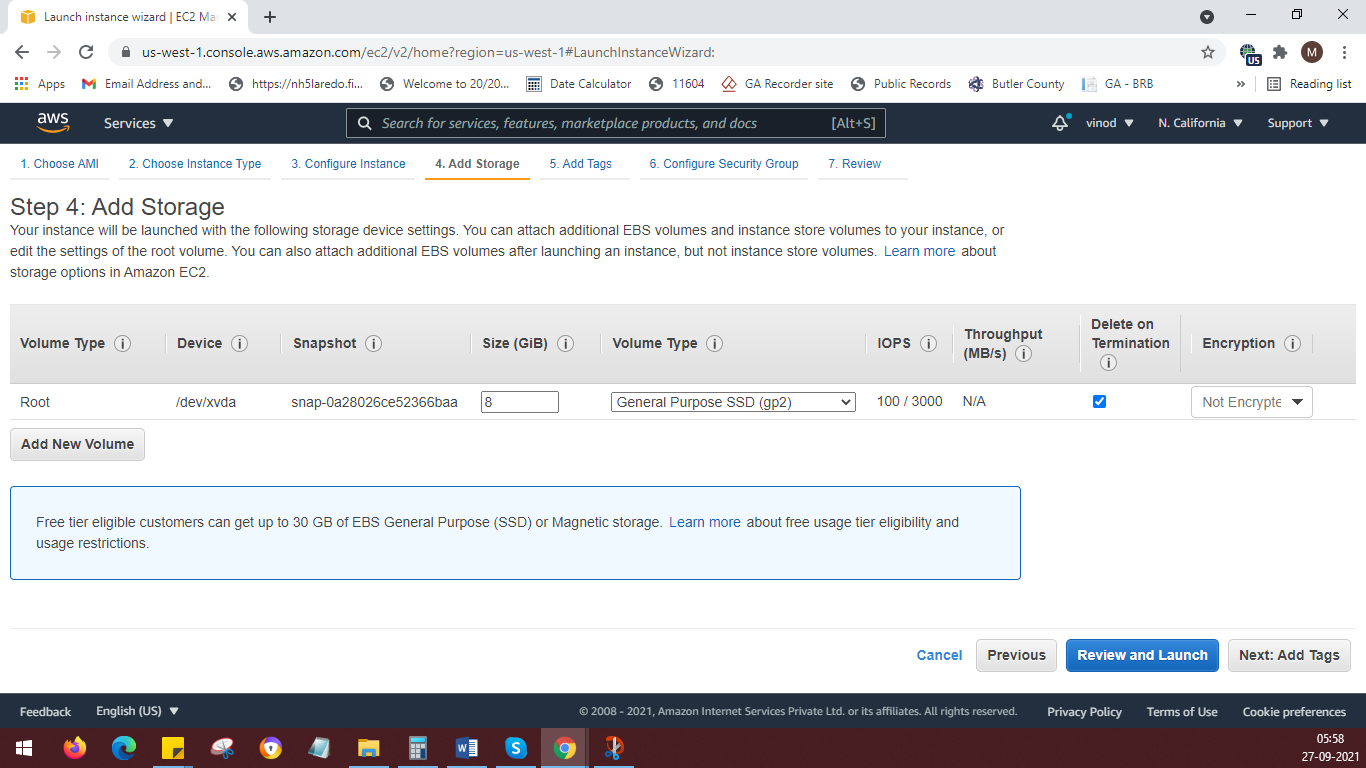 Launch instance wizard | EC2 Mar
us-west-1.console.aws.amazon.com/ec2/v2/home?region=us-west-1#LaunchInstanceWizard:
US
M
Apps
Email Address and...
https://nh5laredo.fi...
Welcome to 20/20...
Date Calculator
11604
GA Recorder site
Public Records
Butler County
GA - BRB
»
Reading list
aws
Services
Search for services, features, marketplace products, and docs
[Alt+S]
vinod
N. California
Support
1. Choose AMI
2. Choose Instance Type
3. Configure Instance
4. Add Storage
5. Add Tags
6. Configure Security Group
7. Review
Step 4: Add Storage
Your instance will be launched with the following storage device settings. You can attach additional EBS volumes and instance store volumes to your instance, or
edit the settings of the root volume. You can also attach additional EBS volumes after launching an instance, but not instance store volumes. Learn more about
storage options in Amazon EC2.
Volume Type
Device
Snapshot
Size (GiB)
Volume Type
IOPS
Throughput
(MB/s)
Delete on
Termination
Encryption
Root
/dev/xvda
snap-0a28026ce52366baa
8
General Purpose SSD (gp2)
100 / 3000
N/A
Not Encrypte
Add New Volume
Free tier eligible customers can get up to 30 GB of EBS General Purpose (SSD) or Magnetic storage. Learn more about free usage tier eligibility and
usage restrictions.
Cancel
Previous
Review and Launch
Next: Add Tags
Feedback
English (US)
© 2008 - 2021, Amazon Internet Services Private Ltd. or its affiliates. All rights reserved.
Privacy Policy
Terms of Use
Cookie preferences
05:58
27-09-2021